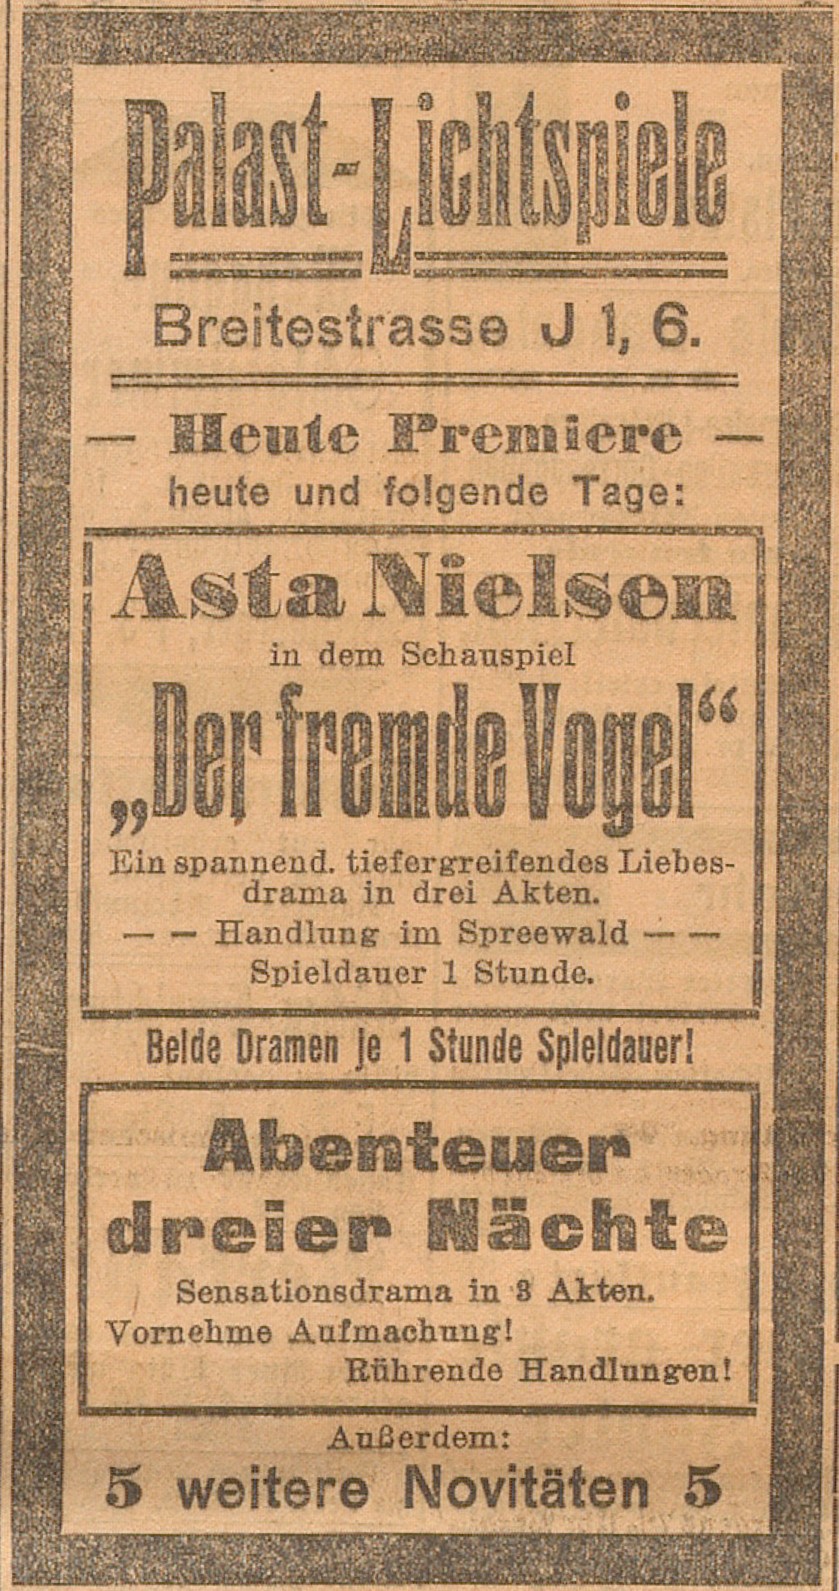 Palast-Lichtspiele
Breitestrasse J 1, 6.
— Heute Premiere —
heute und folgende Tage:
Asta Nielsen
in dem Schauspiel
„Der fremde Vogel“
Ein spannend. tiefergreifendes Liebes-
drama in drei Akten.
— — Handlung im Spreewald — —
Spieldauer 1 Stunde.
Beide Dramen je 1 Stunde Spieldauer!
Abenteuer
dreier Nächte
Sensationsdrama in 3 Akten.
Vornehme Aufmachung!
Rührende Handlungen!
Außerdem:
5 weitere Novitäten 5